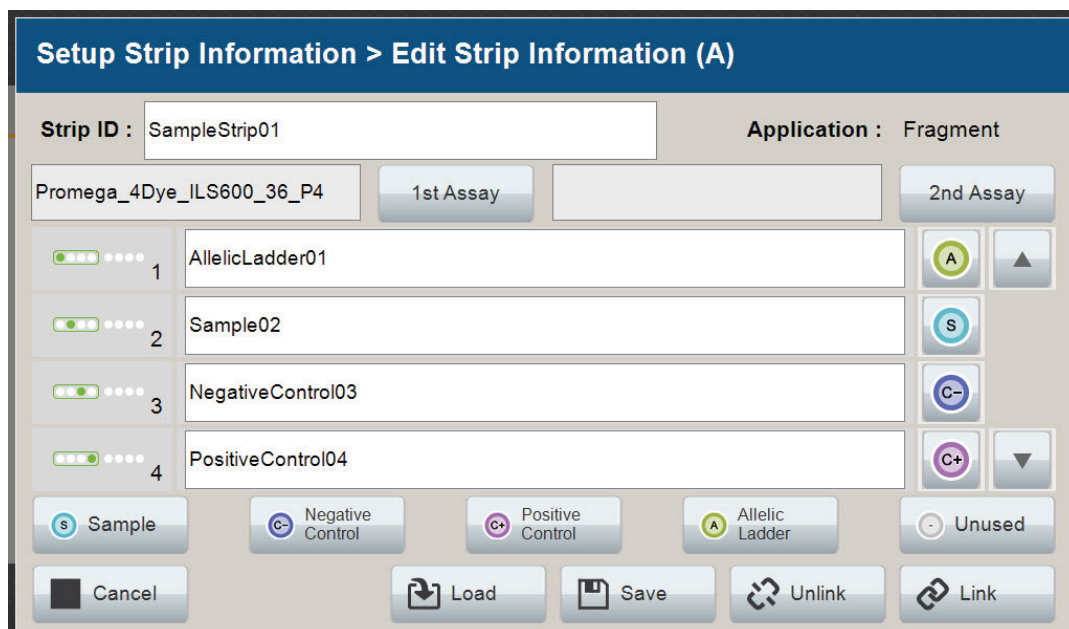 Setup Strip Information > Edit Strip Information (A)
Strip ID : SampleStrip01 Application : Fragment
Promega_4Dye_ILS600_36_P4 1st Assay 2nd Assay
1 AllelicLadder01 A
2 Sample02 S
3 NegativeControl03 C−
4 PositiveControl04 C+
S Sample C− Negative Control C+ Positive Control A Allelic Ladder - Unused
Cancel Load Save Unlink Link